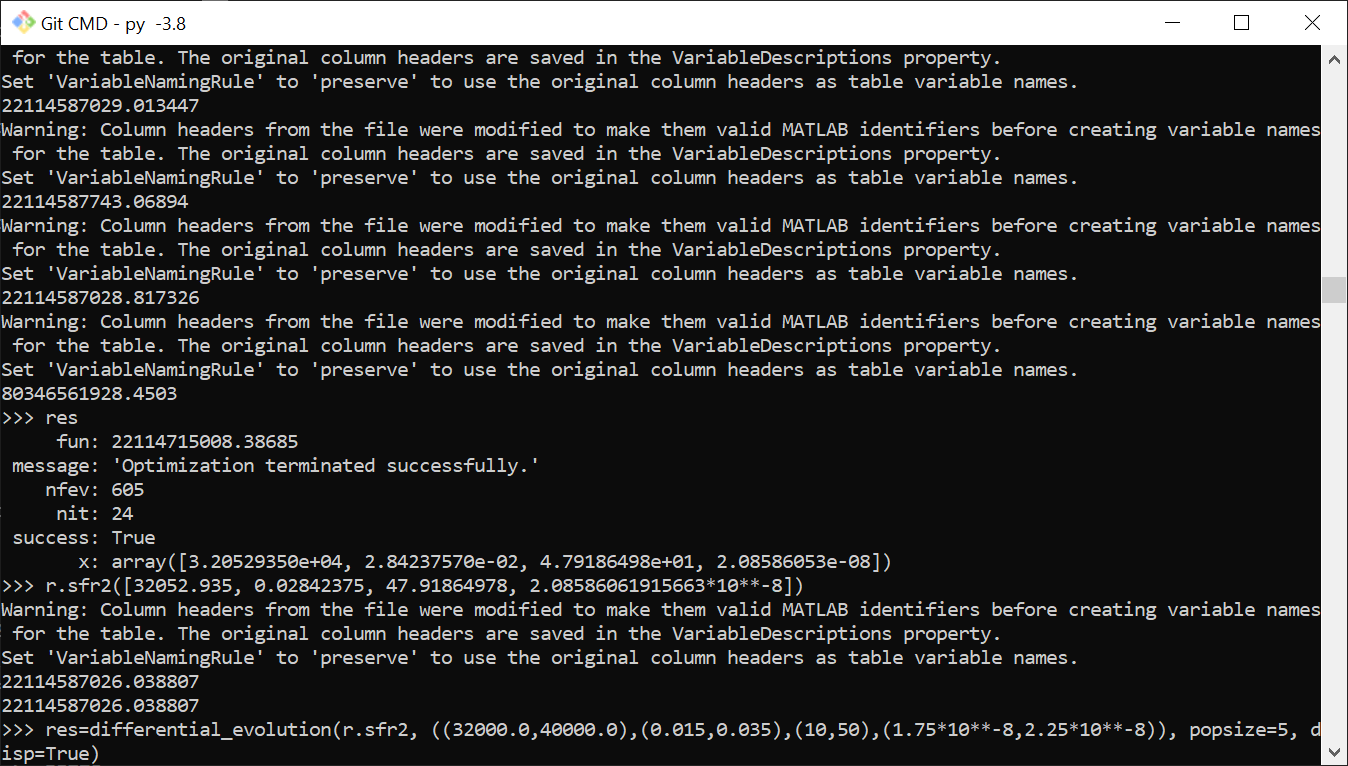 Git CMD - py  -3.8
 for the table. The original column headers are saved in the VariableDescriptions property.
Set 'VariableNamingRule' to 'preserve' to use the original column headers as table variable names.
22114587029.013447
Warning: Column headers from the file were modified to make them valid MATLAB identifiers before creating variable names
 for the table. The original column headers are saved in the VariableDescriptions property.
Set 'VariableNamingRule' to 'preserve' to use the original column headers as table variable names.
22114587743.06894
Warning: Column headers from the file were modified to make them valid MATLAB identifiers before creating variable names
 for the table. The original column headers are saved in the VariableDescriptions property.
Set 'VariableNamingRule' to 'preserve' to use the original column headers as table variable names.
22114587028.817326
Warning: Column headers from the file were modified to make them valid MATLAB identifiers before creating variable names
 for the table. The original column headers are saved in the VariableDescriptions property.
Set 'VariableNamingRule' to 'preserve' to use the original column headers as table variable names.
80346561928.4503
>>> res
     fun: 22114715008.38685
 message: 'Optimization terminated successfully.'
    nfev: 605
     nit: 24
 success: True
       x: array([3.20529350e+04, 2.84237570e-02, 4.79186498e+01, 2.08586053e-08])
>>> r.sfr2([32052.935, 0.02842375, 47.91864978, 2.08586061915663*10**-8])
Warning: Column headers from the file were modified to make them valid MATLAB identifiers before creating variable names
 for the table. The original column headers are saved in the VariableDescriptions property.
Set 'VariableNamingRule' to 'preserve' to use the original column headers as table variable names.
22114587026.038807
22114587026.038807
>>> res=differential_evolution(r.sfr2, ((32000.0,40000.0),(0.015,0.035),(10,50),(1.75*10**-8,2.25*10**-8)), popsize=5, d
isp=True)